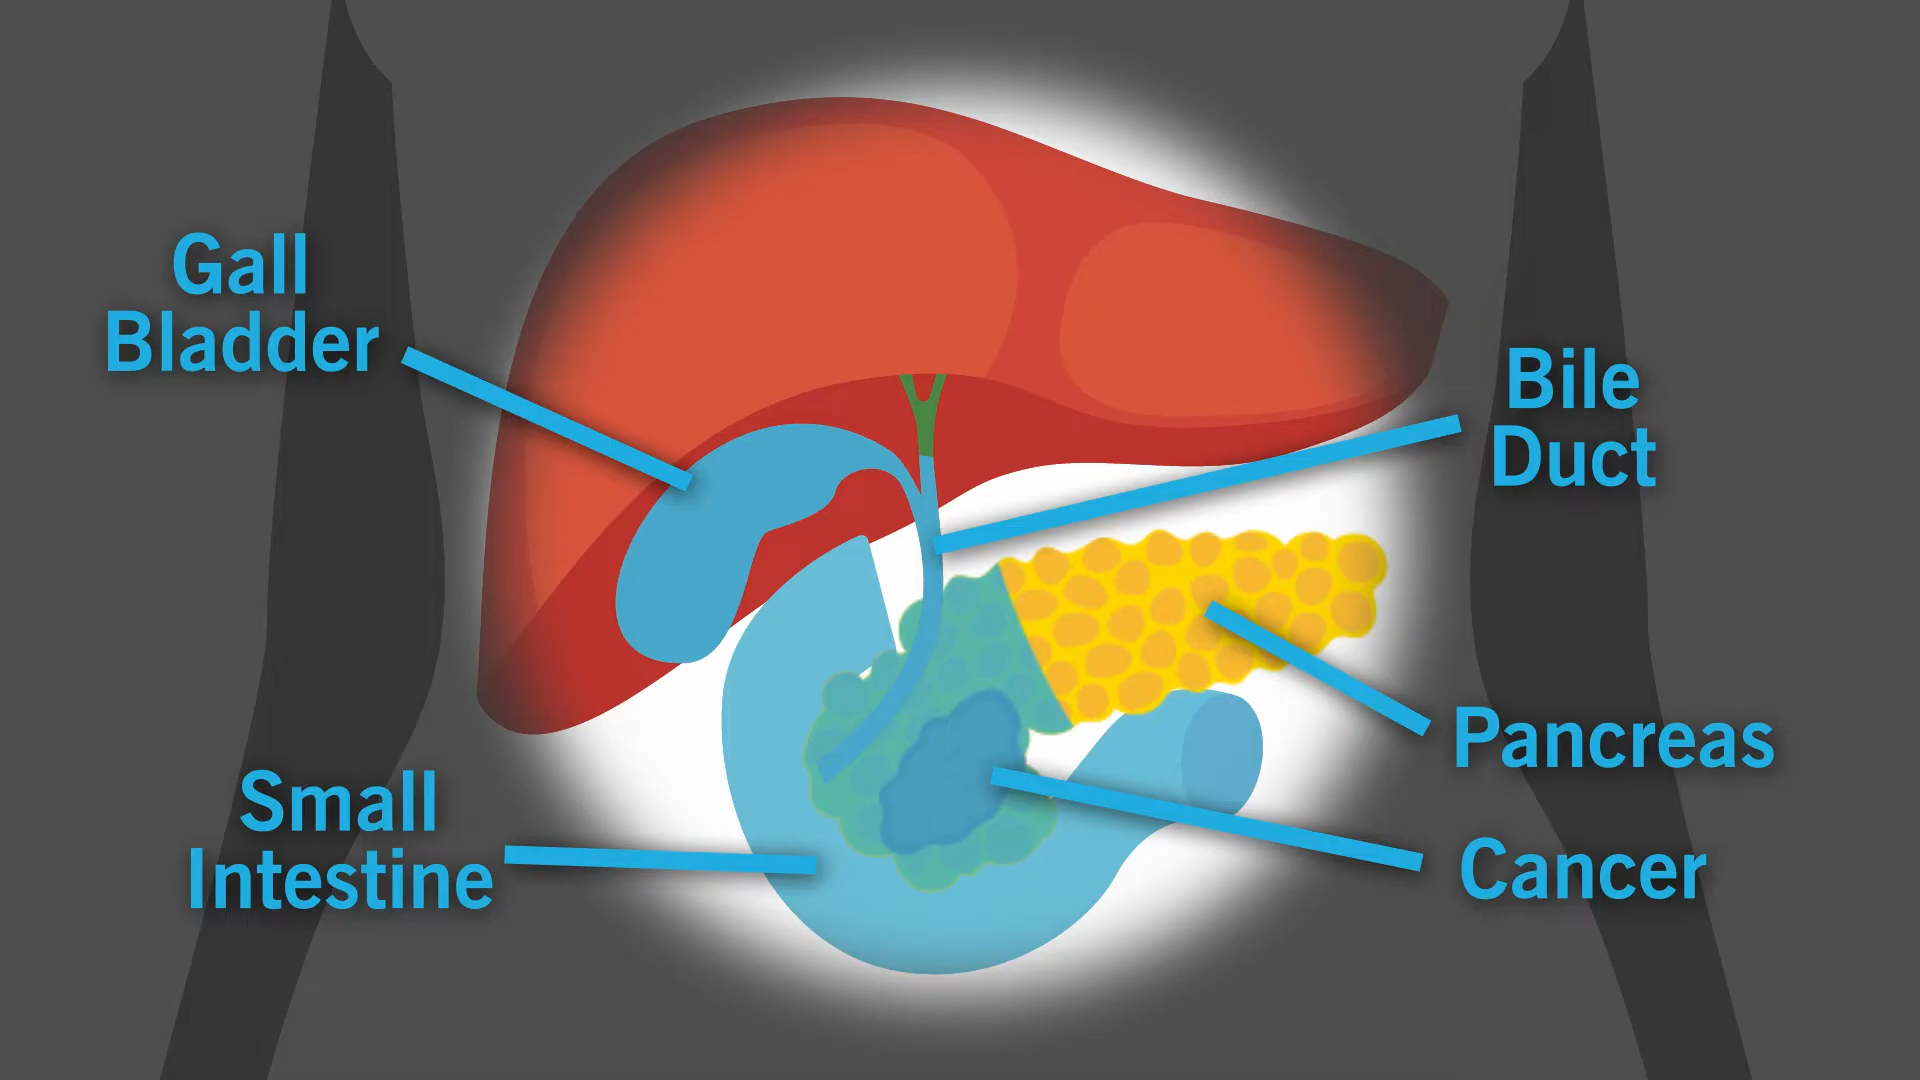 Gall
Bladder
Bile
Duct
Pancreas
Small
Intestine
Cancer